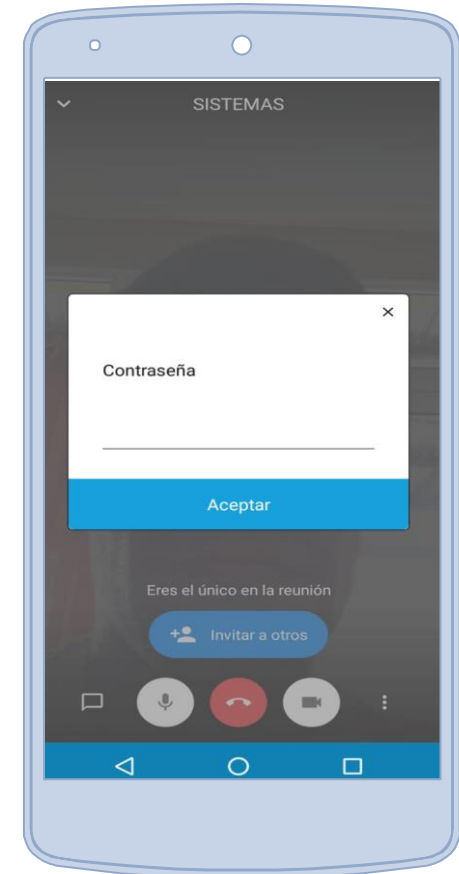 SISTEMAS
Contraseña
Aceptar
Eres el único en la reunión
Invitar a otros